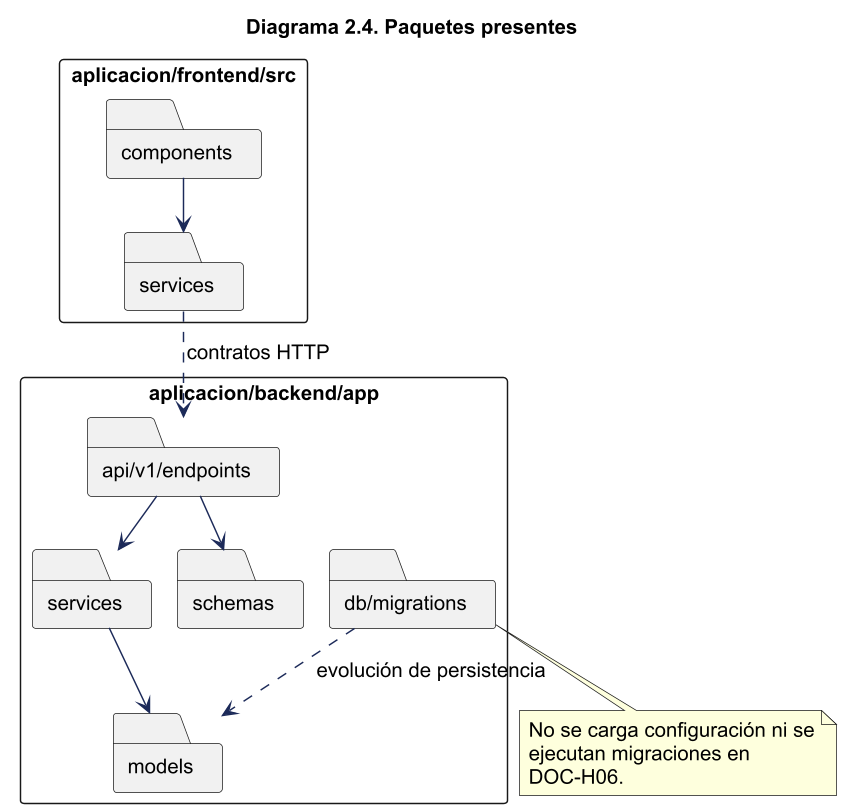 Diagrama 2.4. Paquetes presentes
aplicacion/frontend/src
components
services
contratos HTTP
aplicacion/backend/app
api/v1/endpoints
services
schemas
db/migrations
evolución de persistencia
No se carga configuración ni se
ejecutan migraciones en
DOC-H06.
models